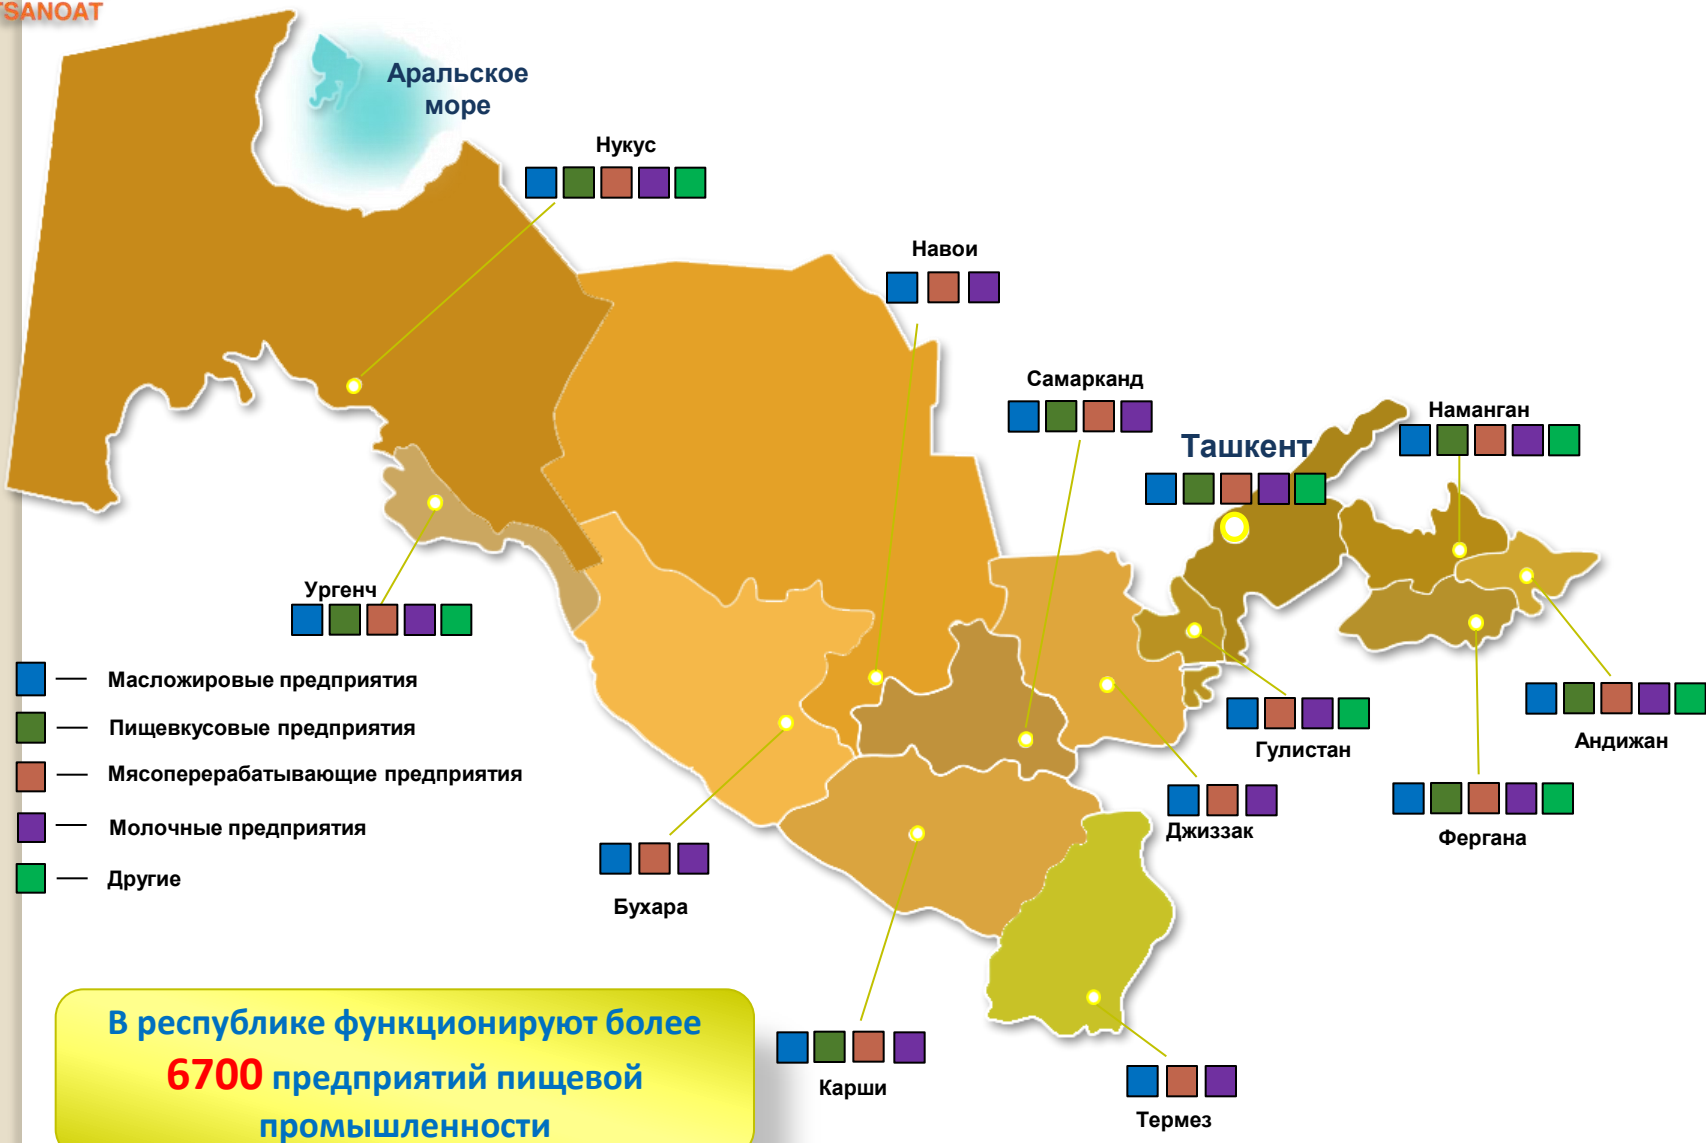 TSANOAT
Аральское
море
Нукус
Навои
Самарканд
Наманган
Ташкент
Ургенч
Масложировые предприятия
Пищевкусовые предприятия
Мясоперерабатывающие предприятия
Молочные предприятия
Другие
Гулистан
Андижан
Джиззак
Фергана
Бухара
Карши
Термез
В республике функционируют более
6700 предприятий пищевой
промышленности